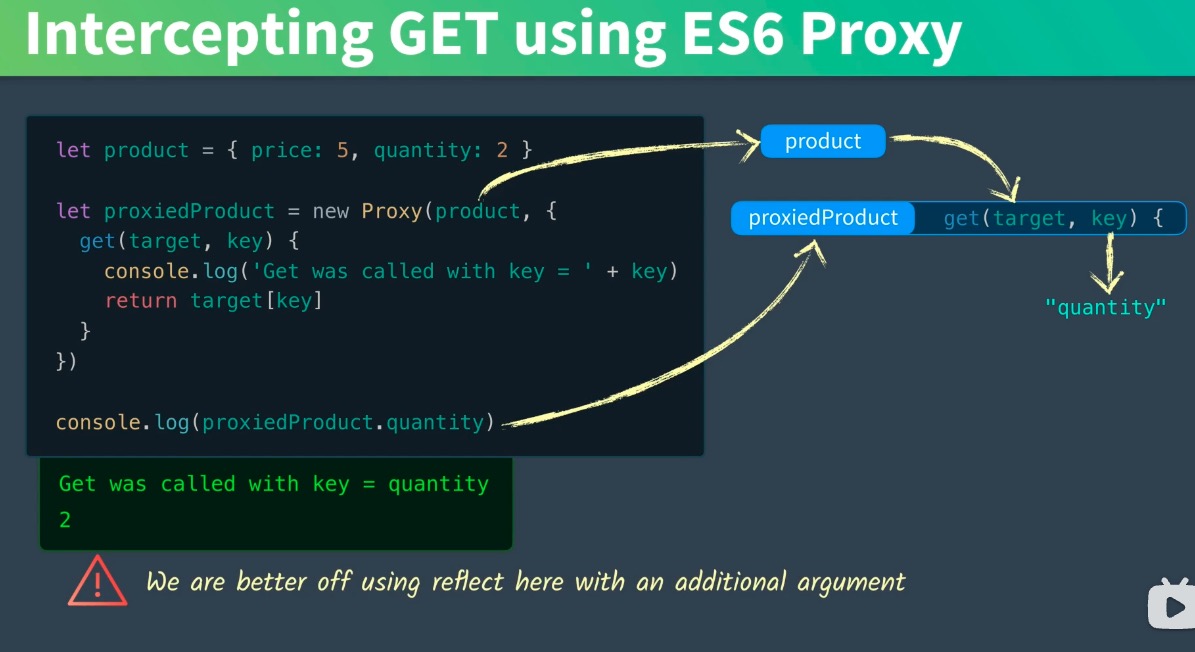 Intercepting GET using ES6 Proxy
let product = { price: 5, quantity: 2 }
let proxiedProduct = new Proxy(product, {
get(target, key) {
console.log('Get was called with key = ' + key)
return target[key]
}
})
console.log(proxiedProduct.quantity)
Get was called with key = quantity
2
We are better off using reflect here with an additional argument
product
proxiedProduct get(target, key) {
"quantity"